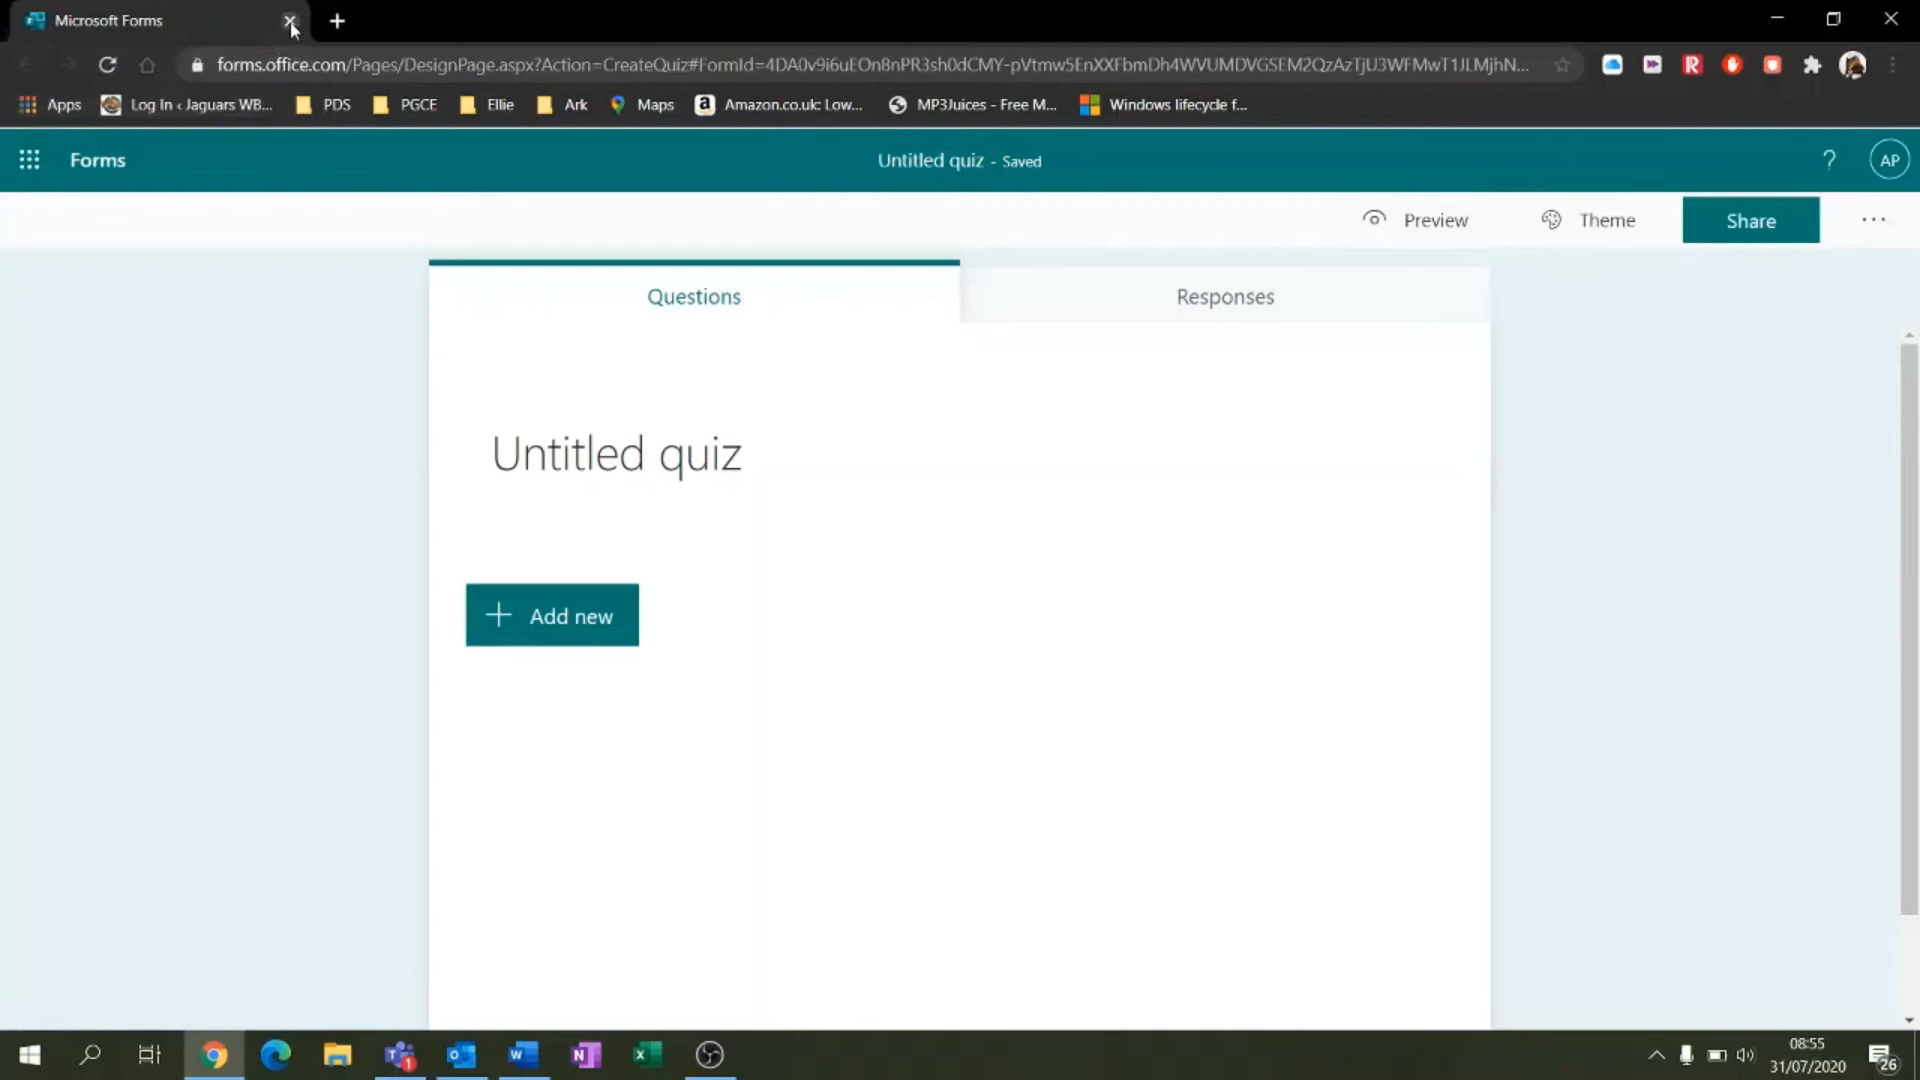 Microsoft Forms
forms.office.com/Pages/DesignPage.aspx?Action=CreateQuiz#FormId=4DA0v9i6uEOn8nPR3sh0dCMY-pVtmw5EnXXFbmDh4WVUMDVGSEM2QzAzTjU3WFMwT1JLMjhN...
Apps Log In ‹ Jaguars WB... PDS PGCE Ellie Ark Maps Amazon.co.uk: Low... MP3Juices - Free M... Windows lifecycle f...
Forms Untitled quiz - Saved ? AP
Preview Theme Share ...
Questions Responses
Untitled quiz
+ Add new
08:55
31/07/2020
26